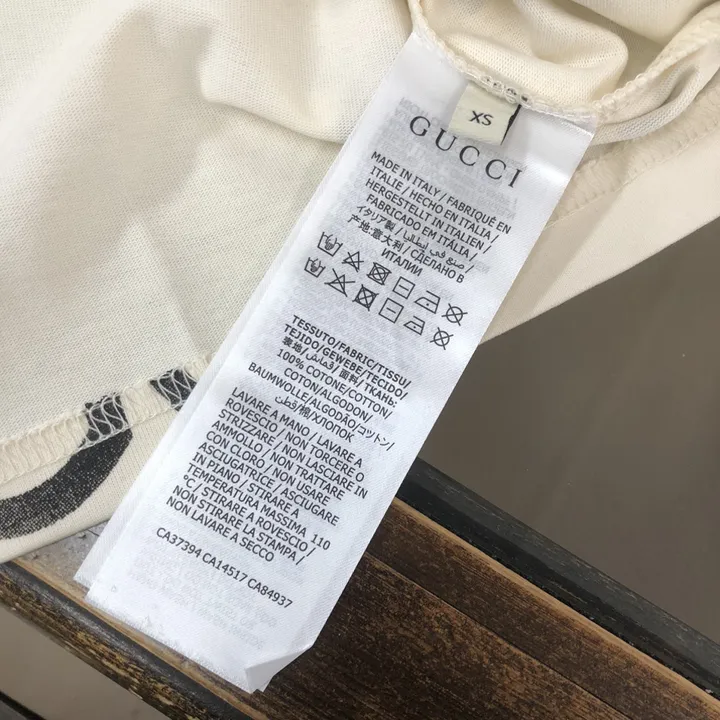 XS
GUCCI
MADE IN ITALY / FABRIQUÉ EN
ITALIE / HECHO EN ITALIA /
HERGESTELLT IN ITALIEN /
FABRICADO EM ITÁLIA /
イタリア製 / صنع في إيطاليا /
产地:意大利 / СДЕЛАНО В
ИТАЛИИ
TESSUTO/FABRIC/TISSU/
TEJIDO/GEWEBE/TECIDO/
表地/قماش/面料/ТКАНЬ:
100% COTONE/COTTON/
COTON/ALGODON/
BAUMWOLLE/ALGODÃO/コットン/
قطن/棉/ХЛОПОК
LAVARE A MANO / LAVARE A
ROVESCIO / NON TORCERE O
STRIZZARE / NON LASCIARE IN
AMMOLLO / NON TRATTARE
CON CLORO / NON USARE
ASCIUGATRICE / ASCIUGARE
IN PIANO / STIRARE A
TEMPERATURA MASSIMA 110
°C/ STIRARE A ROVESCIO /
NON STIRARE LA STAMPA /
NON LAVARE A SECCO
CA37394 CA14517 CA84937